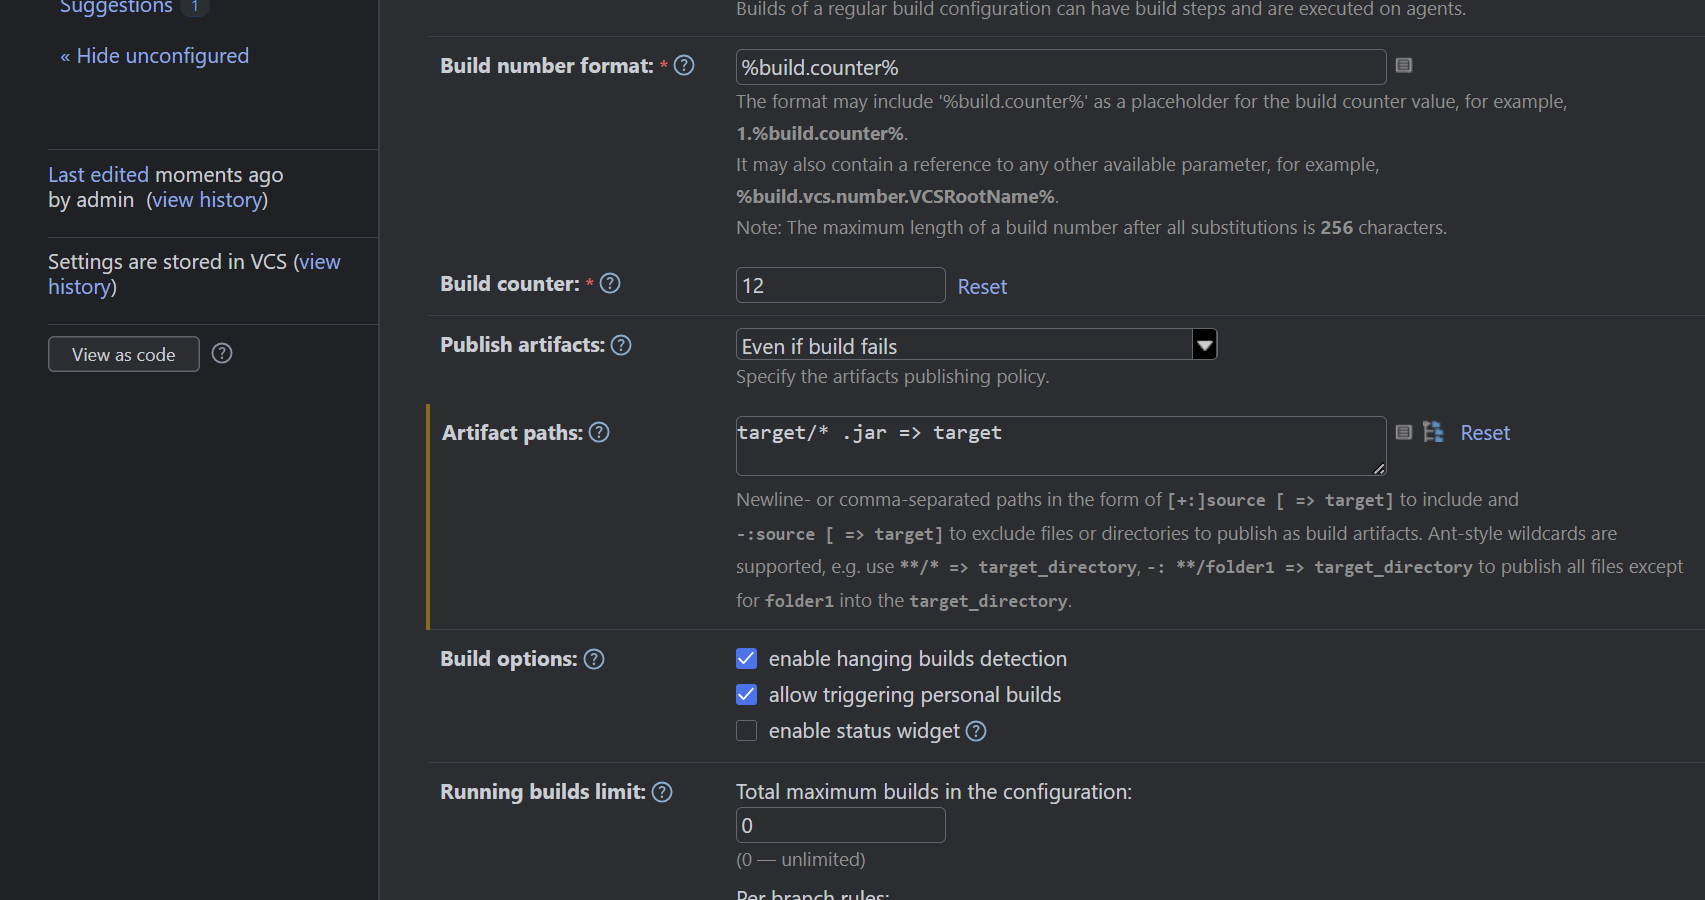 Suggestions 1
« Hide unconfigured
Last edited moments ago
by admin (view history)
Settings are stored in VCS (view
history)
View as code
Builds of a regular build configuration can have build steps and are executed on agents.
Build number format: * %build.counter%
The format may include '%build.counter%' as a placeholder for the build counter value, for example,
1.%build.counter%.
It may also contain a reference to any other available parameter, for example,
%build.vcs.number.VCSRootName%.
Note: The maximum length of a build number after all substitutions is 256 characters.
Build counter: * 12 Reset
Publish artifacts: Even if build fails
Specify the artifacts publishing policy.
Artifact paths: target/* .jar => target Reset
Newline- or comma-separated paths in the form of [+:]source [ => target] to include and
-:source [ => target] to exclude files or directories to publish as build artifacts. Ant-style wildcards are
supported, e.g. use **/* => target_directory, -: **/folder1 => target_directory to publish all files except
for folder1 into the target_directory.
Build options: enable hanging builds detection
allow triggering personal builds
enable status widget
Running builds limit: Total maximum builds in the configuration:
0
(0 — unlimited)
Per branch rules: